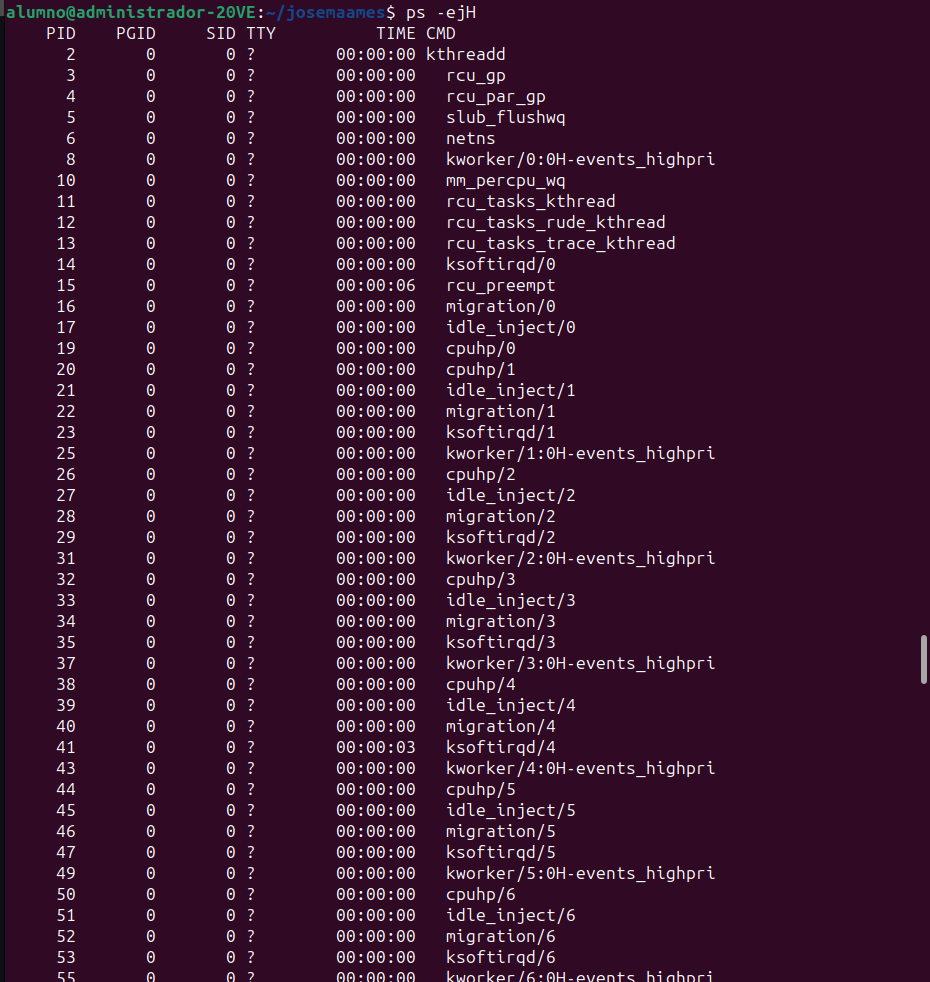 alumno@administrador-20VE:~/josemaames$ ps -ejH
    PID    PGID     SID TTY          TIME CMD
      2       0       0 ?        00:00:00 kthreadd
      3       0       0 ?        00:00:00   rcu_gp
      4       0       0 ?        00:00:00   rcu_par_gp
      5       0       0 ?        00:00:00   slub_flushwq
      6       0       0 ?        00:00:00   netns
      8       0       0 ?        00:00:00   kworker/0:0H-events_highpri
     10       0       0 ?        00:00:00   mm_percpu_wq
     11       0       0 ?        00:00:00   rcu_tasks_kthread
     12       0       0 ?        00:00:00   rcu_tasks_rude_kthread
     13       0       0 ?        00:00:00   rcu_tasks_trace_kthread
     14       0       0 ?        00:00:00   ksoftirqd/0
     15       0       0 ?        00:00:06   rcu_preempt
     16       0       0 ?        00:00:00   migration/0
     17       0       0 ?        00:00:00   idle_inject/0
     19       0       0 ?        00:00:00   cpuhp/0
     20       0       0 ?        00:00:00   cpuhp/1
     21       0       0 ?        00:00:00   idle_inject/1
     22       0       0 ?        00:00:00   migration/1
     23       0       0 ?        00:00:00   ksoftirqd/1
     25       0       0 ?        00:00:00   kworker/1:0H-events_highpri
     26       0       0 ?        00:00:00   cpuhp/2
     27       0       0 ?        00:00:00   idle_inject/2
     28       0       0 ?        00:00:00   migration/2
     29       0       0 ?        00:00:00   ksoftirqd/2
     31       0       0 ?        00:00:00   kworker/2:0H-events_highpri
     32       0       0 ?        00:00:00   cpuhp/3
     33       0       0 ?        00:00:00   idle_inject/3
     34       0       0 ?        00:00:00   migration/3
     35       0       0 ?        00:00:00   ksoftirqd/3
     37       0       0 ?        00:00:00   kworker/3:0H-events_highpri
     38       0       0 ?        00:00:00   cpuhp/4
     39       0       0 ?        00:00:00   idle_inject/4
     40       0       0 ?        00:00:00   migration/4
     41       0       0 ?        00:00:03   ksoftirqd/4
     43       0       0 ?        00:00:00   kworker/4:0H-events_highpri
     44       0       0 ?        00:00:00   cpuhp/5
     45       0       0 ?        00:00:00   idle_inject/5
     46       0       0 ?        00:00:00   migration/5
     47       0       0 ?        00:00:00   ksoftirqd/5
     49       0       0 ?        00:00:00   kworker/5:0H-events_highpri
     50       0       0 ?        00:00:00   cpuhp/6
     51       0       0 ?        00:00:00   idle_inject/6
     52       0       0 ?        00:00:00   migration/6
     53       0       0 ?        00:00:00   ksoftirqd/6
     55       0       0 ?        00:00:00   kworker/6:0H-events_highpri